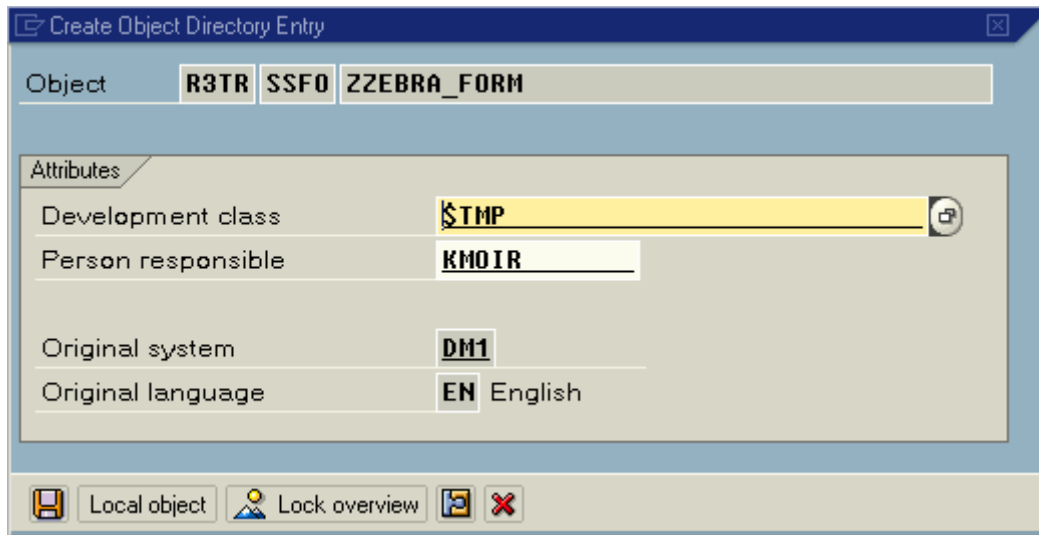 Create Object Directory Entry
Object R3TR SSFO ZZEBRA_FORM
Attributes
Development class $TMP
Person responsible KMOIR
Original system DM1
Original language EN English
Local object Lock overview